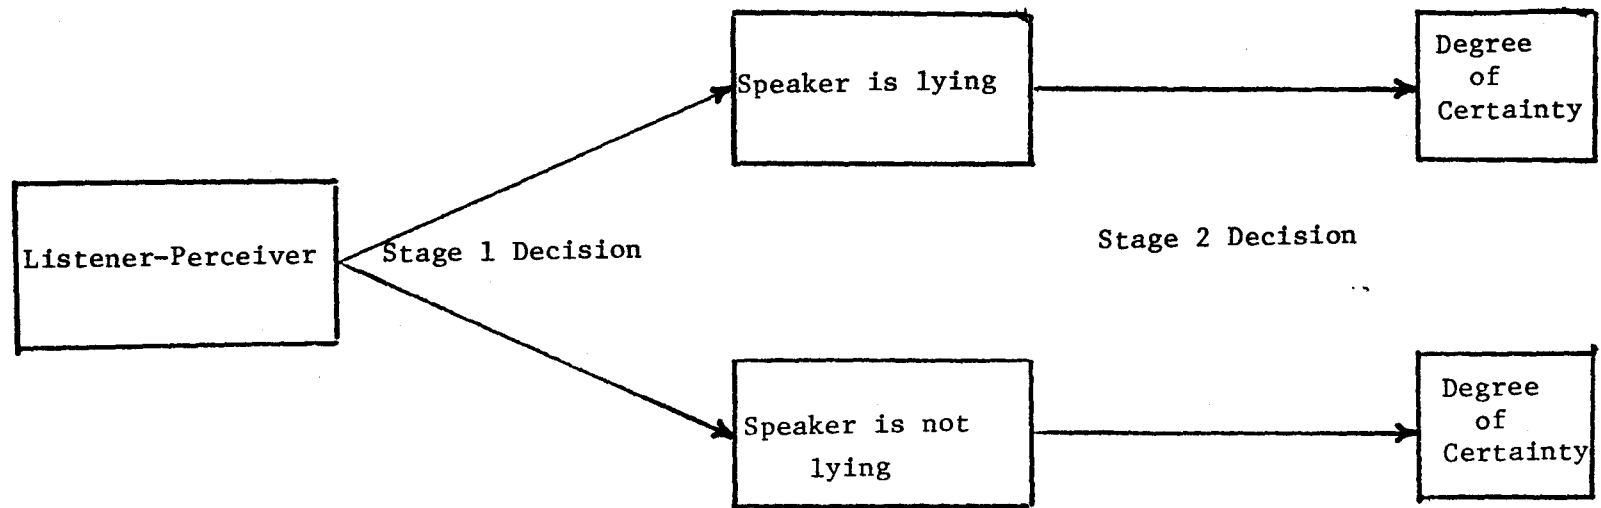 Speaker is lying
Degree
of
Certainty
Listener-Perceiver
Stage 1 Decision
Stage 2 Decision
Speaker is not
lying
Degree
of
Certainty